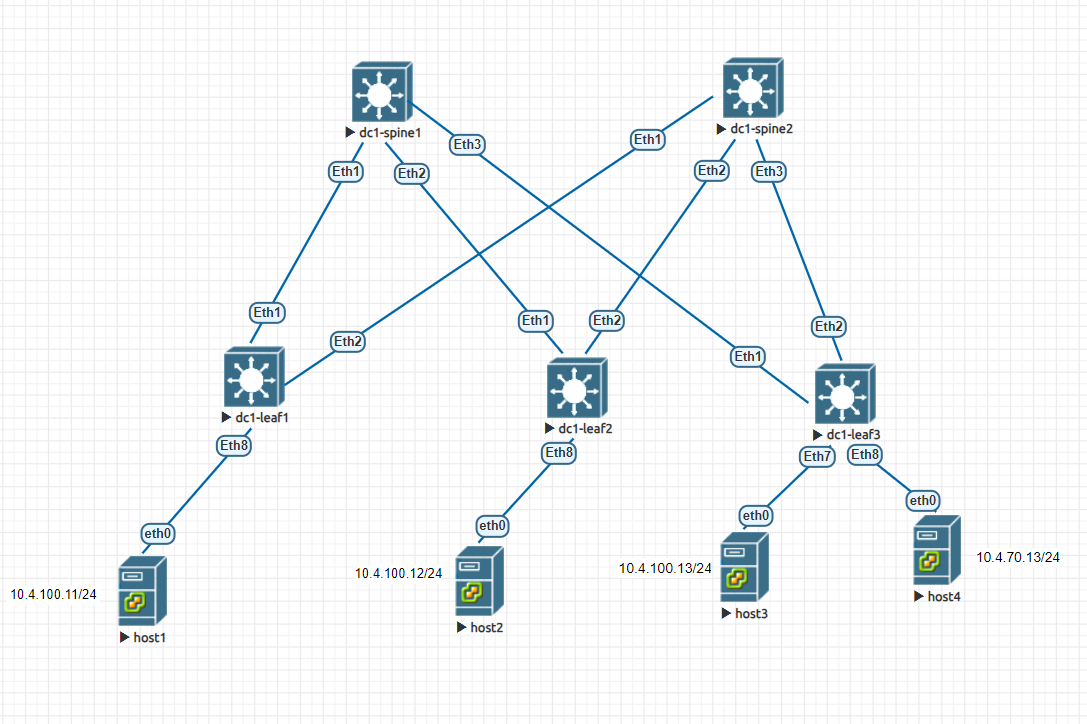 dc1-spine1
dc1-spine2
Eth3
Eth1
Eth1
Eth2
Eth2
Eth3
Eth1
Eth2
Eth1
Eth2
Eth1
Eth2
dc1-leaf1
dc1-leaf2
dc1-leaf3
Eth8
Eth8
Eth7
Eth8
eth0
eth0
eth0
eth0
10.4.100.11/24
10.4.100.12/24
10.4.100.13/24
10.4.70.13/24
host1
host2
host3
host4